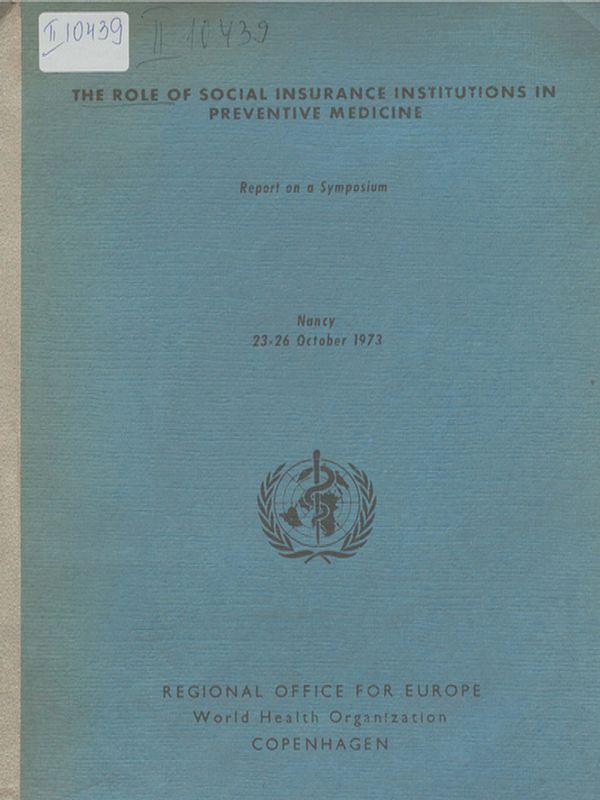 II 10439
II 10439
THE ROLE OF SOCIAL INSURANCE INSTITUTIONS IN
PREVENTIVE MEDICINE
Report on a Symposium
Nancy
23-26 October 1973
REGIONAL OFFICE FOR EUROPE
World Health Organization
COPENHAGEN